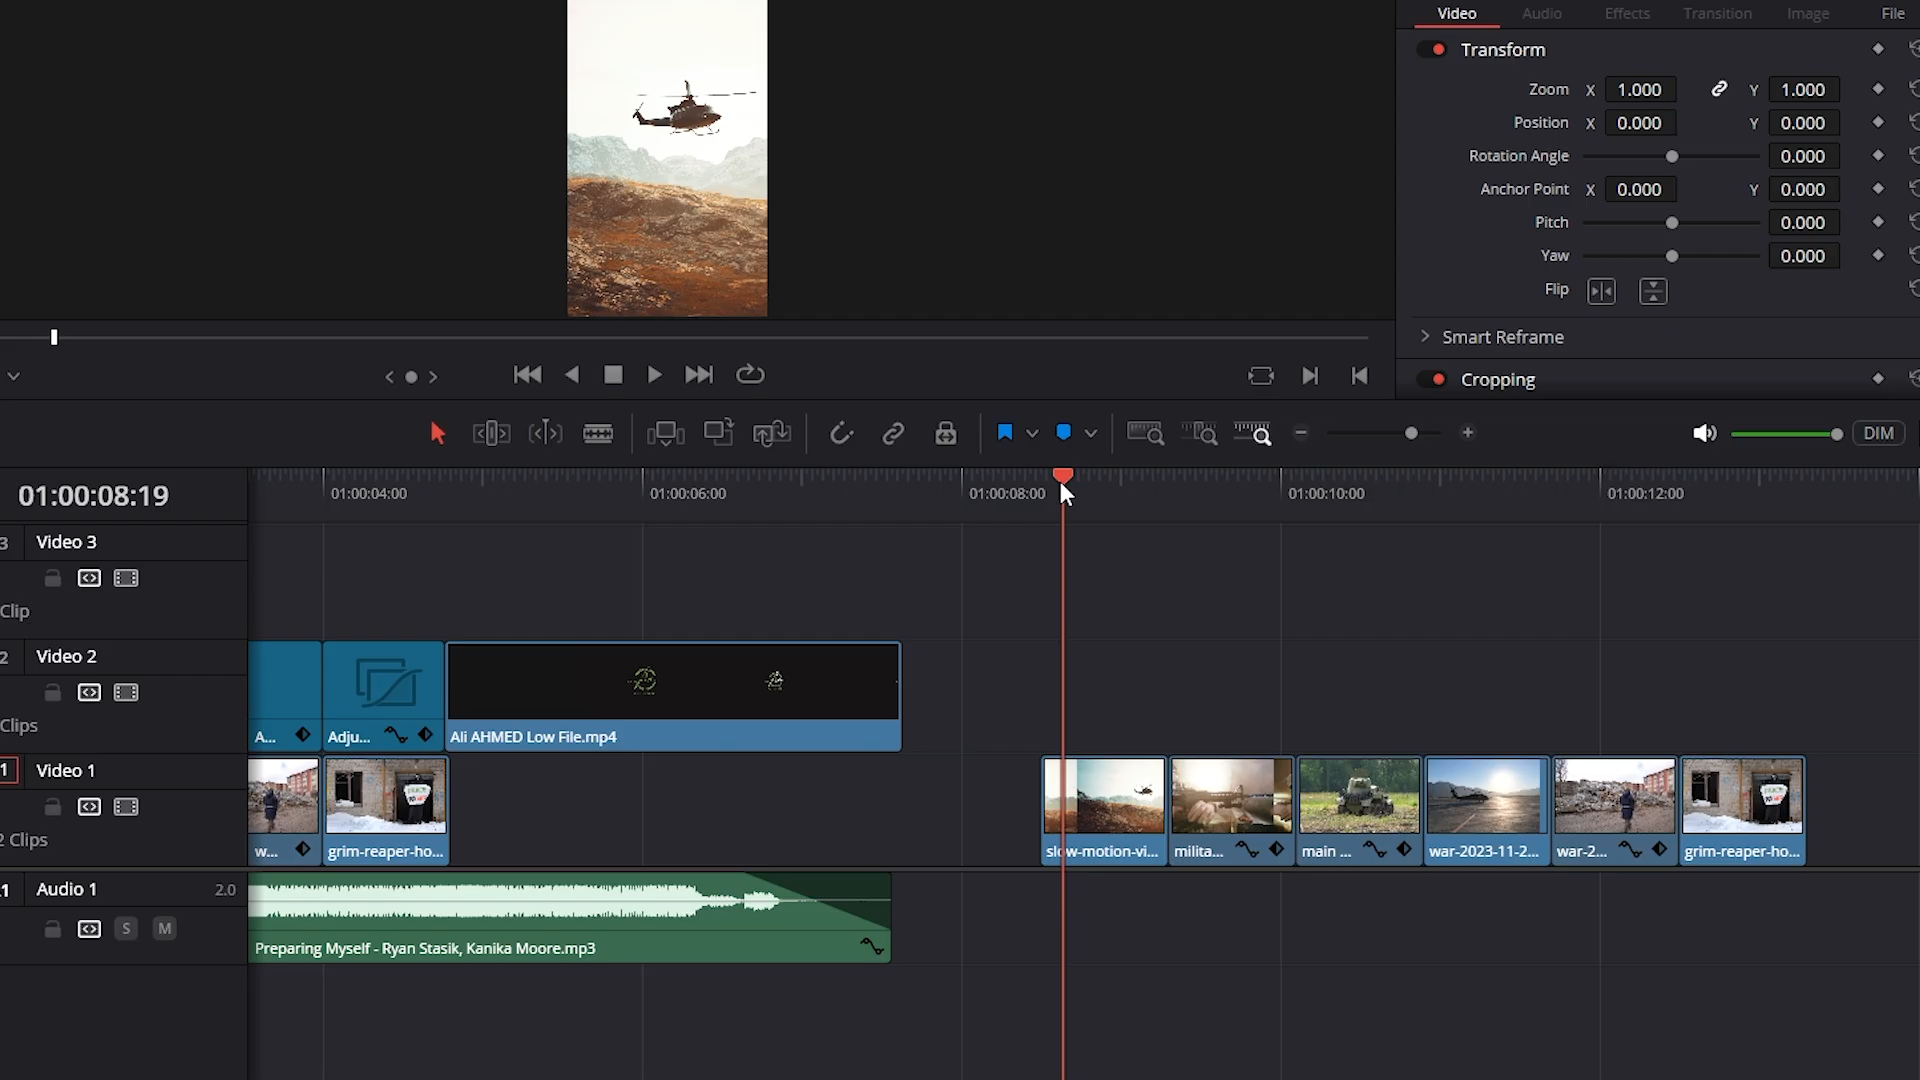 Video Audio Effects Transition Image File
Transform
Zoom X 1.000 Y 1.000
Position X 0.000 Y 0.000
Rotation Angle 0.000
Anchor Point X 0.000 Y 0.000
Pitch 0.000
Yaw 0.000
Flip
Smart Reframe
Cropping
DIM
01:00:08:19
01:00:04:00 01:00:06:00 01:00:08:00 01:00:10:00 01:00:12:00
3 Video 3
Clip
2 Video 2
Clips
A... Adju... Ali AHMED Low File.mp4
1 Video 1
2 Clips
w... grim-reaper-ho... slow-motion-vi... milita... main ... war-2023-11-2... war-2... grim-reaper-ho...
1 Audio 1 2.0
S M
Preparing Myself - Ryan Stasik, Kanika Moore.mp3